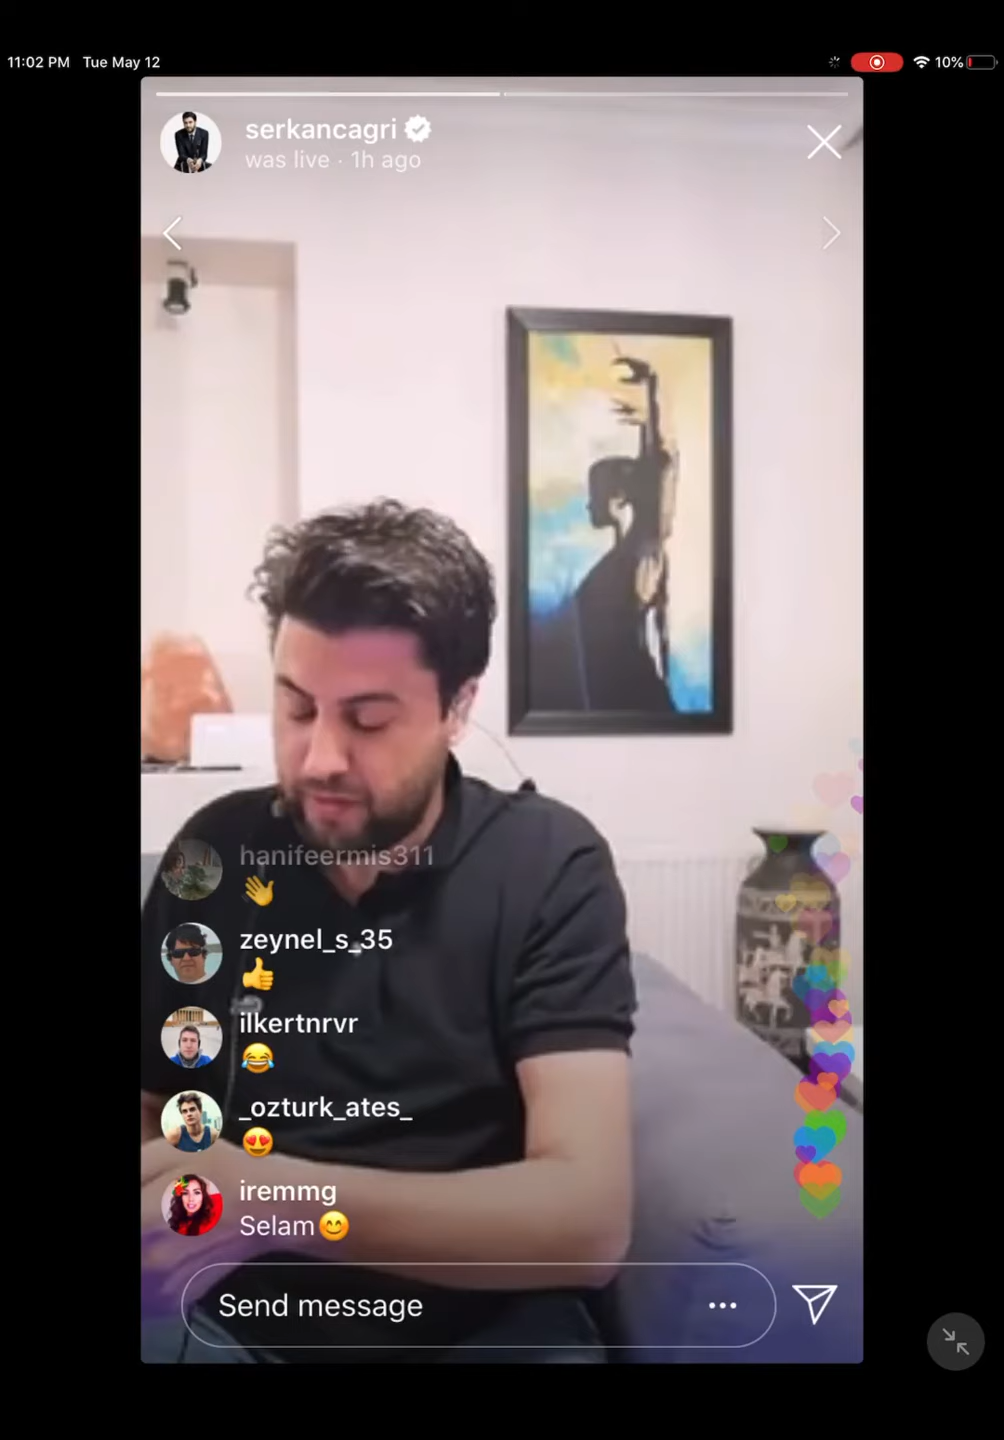 11:02 PM Tue May 12
10%
serkancagri
was live · 1h ago
hanifeermis311
👋
zeynel_s_35
👍
ilkertnrvr
😂
_ozturk_ates_
😍
iremmg
Selam😊
Send message